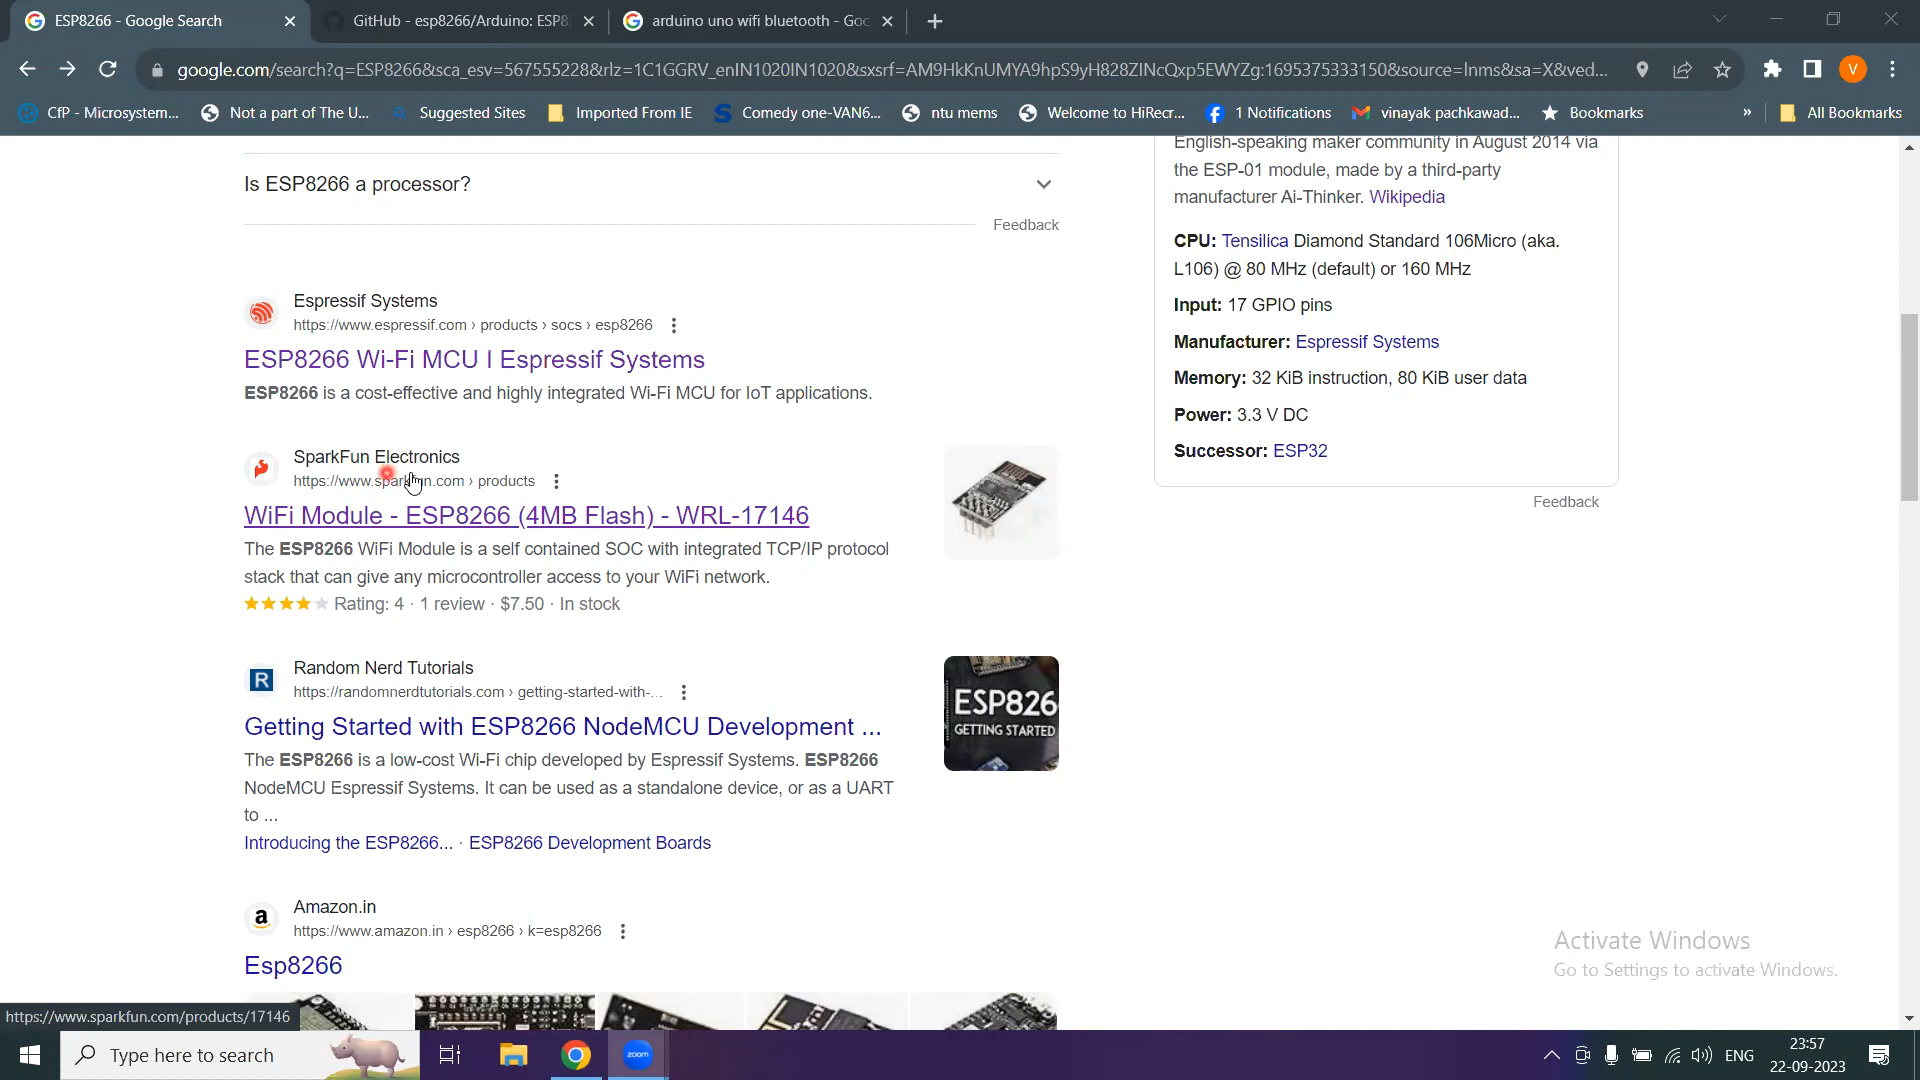 ESP8266 - Google Search
GitHub - esp8266/Arduino: ESP8
arduino uno wifi bluetooth - Goo
google.com/search?q=ESP8266&sca_esv=567555228&rlz=1C1GGRV_enIN1020IN1020&sxsrf=AM9HkKnUMYA9hpS9yH828ZINcQxp5EWYZg:1695375333150&source=lnms&sa=X&ved...
V
CfP - Microsystem...
Not a part of The U...
Suggested Sites
Imported From IE
Comedy one-VAN6...
ntu mems
Welcome to HiRecr...
1 Notifications
vinayak pachkawad...
Bookmarks
»
All Bookmarks
Is ESP8266 a processor?
Feedback
Espressif Systems
https://www.espressif.com › products › socs › esp8266
ESP8266 Wi-Fi MCU I Espressif Systems
ESP8266 is a cost-effective and highly integrated Wi-Fi MCU for IoT applications.
SparkFun Electronics
https://www.sparkfun.com › products
WiFi Module - ESP8266 (4MB Flash) - WRL-17146
The ESP8266 WiFi Module is a self contained SOC with integrated TCP/IP protocol
stack that can give any microcontroller access to your WiFi network.
Rating: 4 · 1 review · $7.50 · In stock
R
Random Nerd Tutorials
https://randomnerdtutorials.com › getting-started-with-...
Getting Started with ESP8266 NodeMCU Development ...
The ESP8266 is a low-cost Wi-Fi chip developed by Espressif Systems. ESP8266
NodeMCU Espressif Systems. It can be used as a standalone device, or as a UART
to ...
Introducing the ESP8266... · ESP8266 Development Boards
ESP826
GETTING STARTED
a
Amazon.in
https://www.amazon.in › esp8266 › k=esp8266
Esp8266
English-speaking maker community in August 2014 via
the ESP-01 module, made by a third-party
manufacturer Ai-Thinker. Wikipedia
CPU: Tensilica Diamond Standard 106Micro (aka.
L106) @ 80 MHz (default) or 160 MHz
Input: 17 GPIO pins
Manufacturer: Espressif Systems
Memory: 32 KiB instruction, 80 KiB user data
Power: 3.3 V DC
Successor: ESP32
Feedback
Activate Windows
Go to Settings to activate Windows.
https://www.sparkfun.com/products/17146
Type here to search
zoom
ENG
23:57
22-09-2023